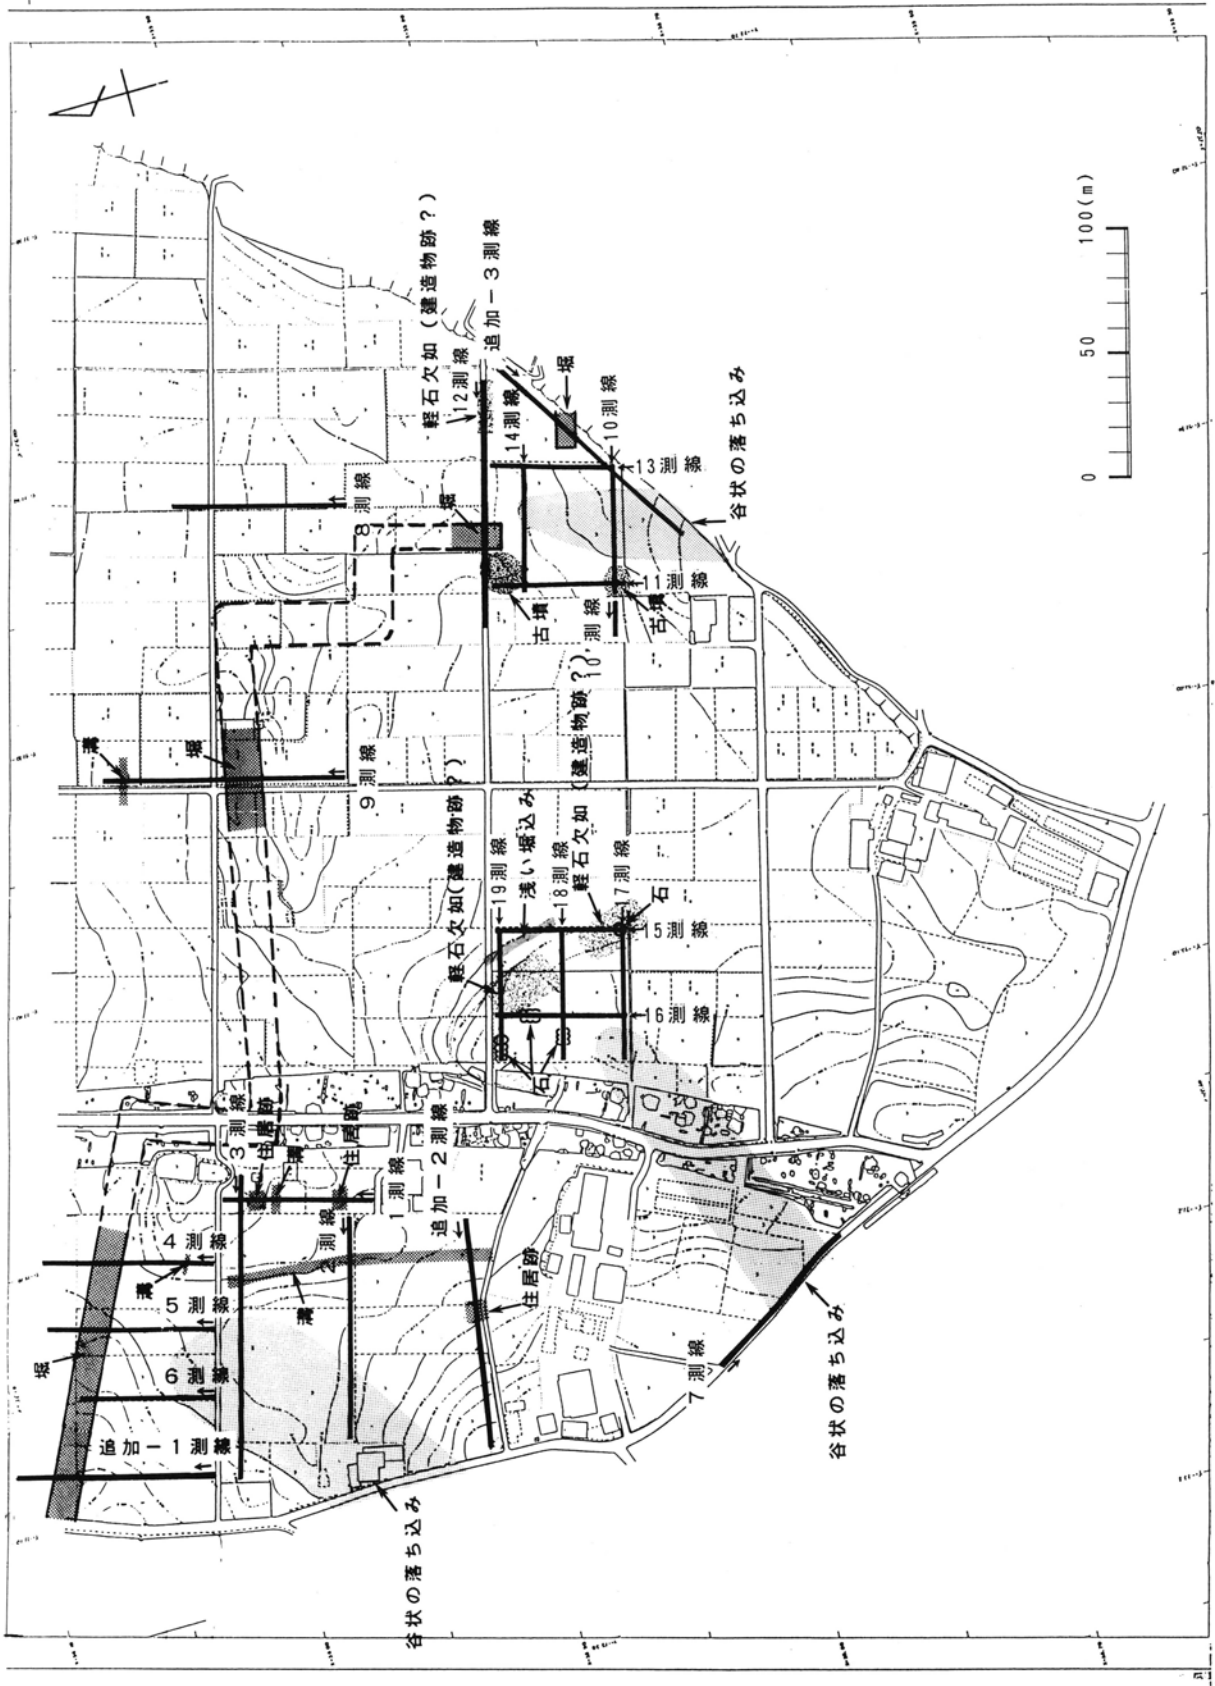 軽石欠如(建造物跡?)
12測線
追加-3測線
堀
14測線
10測線
13測線
谷状の落ち込み
8測線
堀
古墳
11測線
古墳
10'測線
100(m)
50
0
溝
堀
9測線
軽石欠如(建造物跡?)
19測線
浅い堀込み
18測線
軽石欠如(建造物跡?)
17測線
石
15測線
16測線
石
3測線
住居跡
溝
住居跡
1測線
2測線
追加-2測線
4測線
溝
5測線
溝
住居跡
堀
6測線
追加-1測線
7測線
谷状の落ち込み
谷状の落ち込み